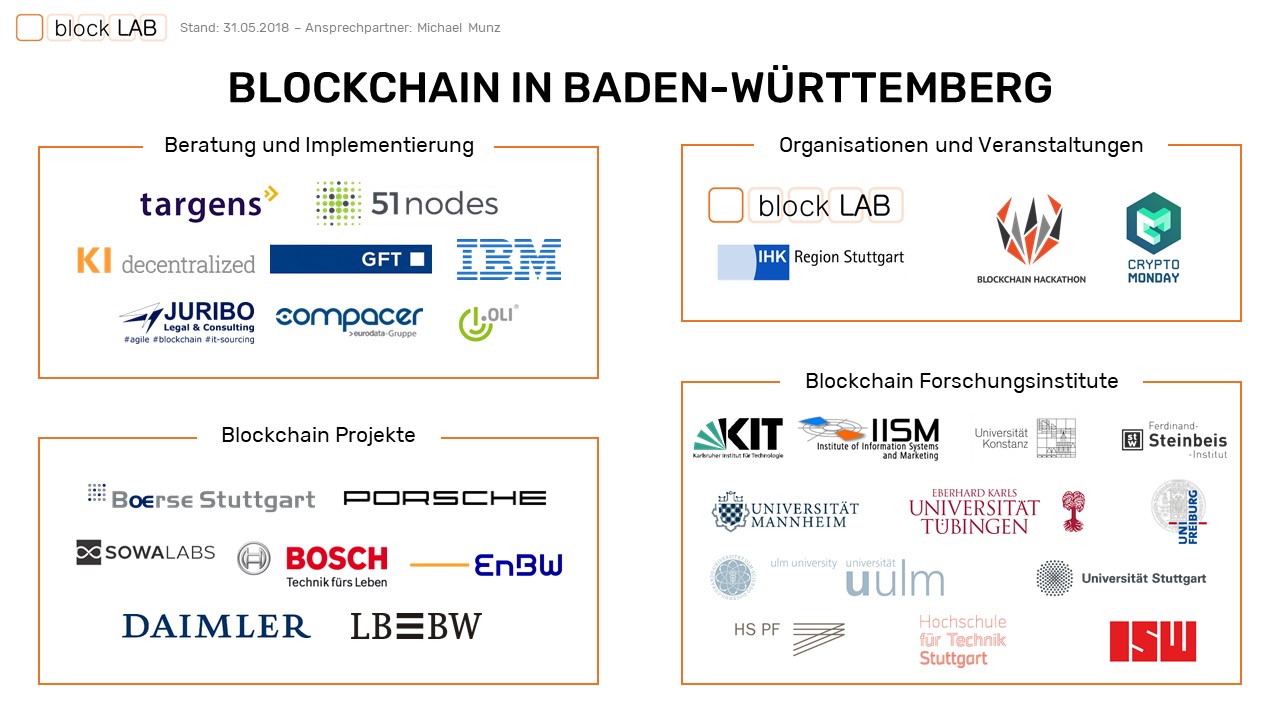 block LAB
Stand: 31.05.2018 – Ansprechpartner: Michael Munz
BLOCKCHAIN IN BADEN-WÜRTTEMBERG
Beratung und Implementierung
targens
51nodes
KI decentralized
GFT
IBM
JURIBO
Legal & Consulting
#agile #blockchain #it-sourcing
compacer
>eurodata-Gruppe
.OLI®
Organisationen und Veranstaltungen
block LAB
IHK Region Stuttgart
BLOCKCHAIN HACKATHON
CRYPTO
MONDAY
Blockchain Projekte
Boerse Stuttgart
PORSCHE
SOWALABS
BOSCH
Technik fürs Leben
EnBW
DAIMLER
LBBW
Blockchain Forschungsinstitute
KIT
Karlsruher Institut für Technologie
IISM
Institute of Information Systems
and Marketing
Universität
Konstanz
Ferdinand-
Steinbeis
-Institut
UNIVERSITÄT
MANNHEIM
EBERHARD KARLS
UNIVERSITÄT
TÜBINGEN
UNI
FREIBURG
ulm university universität
uulm
Universität Stuttgart
HS PF
Hochschule
für Technik
Stuttgart
ISW